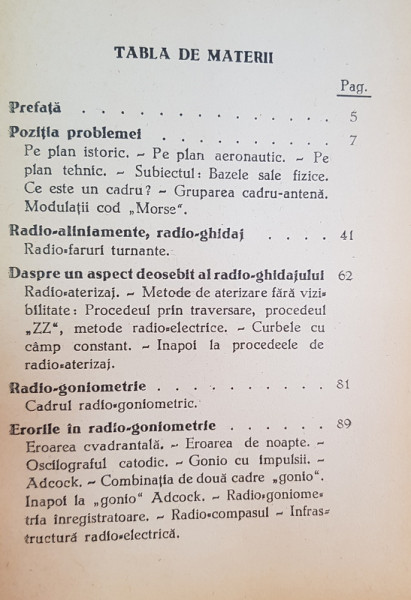 TABLA DE MATERII
Pag.
Prefață . . . . . . . . . . . . . . 5
Poziția problemei . . . . . . . . . 7
Pe plan istoric. ~ Pe plan aeronautic. ~ Pe
plan tehnic. ~ Subiectul: Bazele sale fizice.
Ce este un cadru? ~ Gruparea cadru-antenă.
Modulații cod „Morse“.
Radio-aliniamente, radio-ghidaj . . . . 41
Radio-faruri turnante.
Daspre un aspect deosebit al radio-ghidajului 62
Radio-aterizaj. ~ Metode de aterizare fără vizi-
bilitate: Procedeul prin traversare, procedeul
„ZZ“, metode radio-electrice. ~ Curbele cu
câmp constant. ~ Inapoi la procedeele de
radio-aterizaj.
Radio-goniometrie . . . . . . . . . 81
Cadrul radio-goniometric.
Erorile în radio-goniometrie . . . . . . 89
Eroarea cvadrantală. ~ Eroarea de noapte. ~
Oscilograful catodic. ~ Gonio cu impulsii. ~
Adcock. ~ Combinația de două cadre „gonio“.
Inapoi la „gonio“ Adcock. ~ Radio-goniome-
tria înregistratoare. ~ Radio-compasul ~ Infras-
tructură radio-electrică.